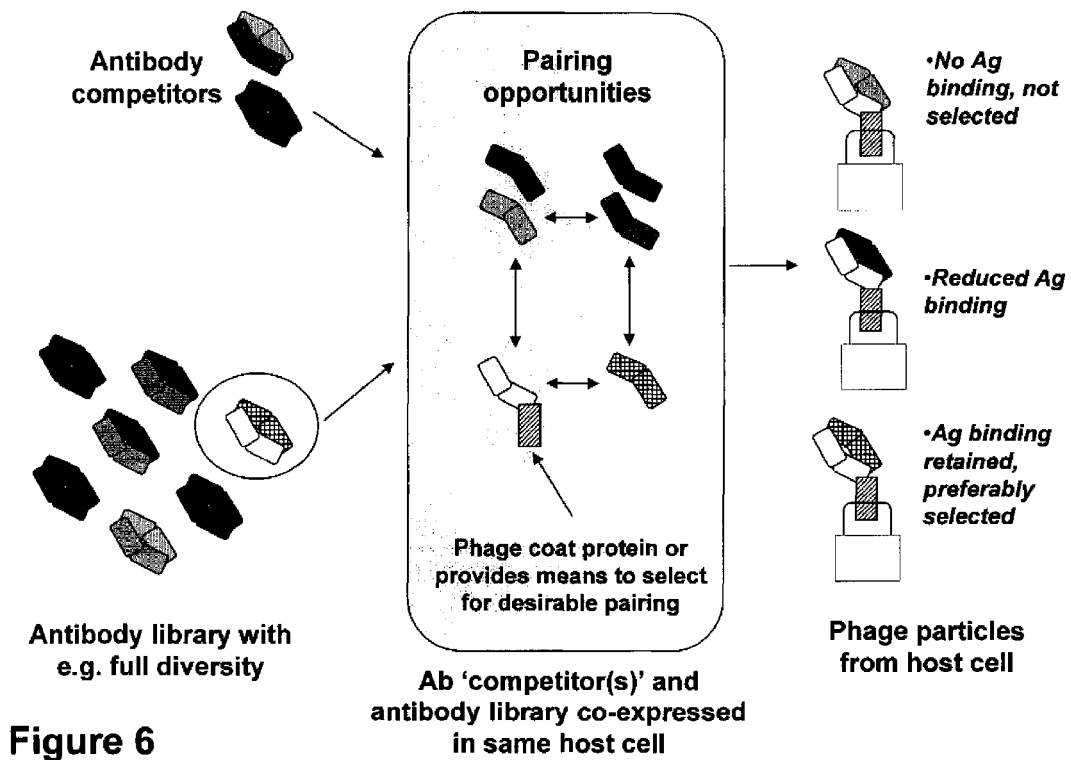 Antibody
competitors
Pairing
opportunities
•No Ag
binding, not
selected
•Reduced Ag
binding
•Ag binding
retained,
preferably
selected
Phage coat protein or
provides means to select
for desirable pairing
Antibody library with
e.g. full diversity
Phage particles
from host cell
Ab 'competitor(s)' and
antibody library co-expressed
in same host cell
Figure 6